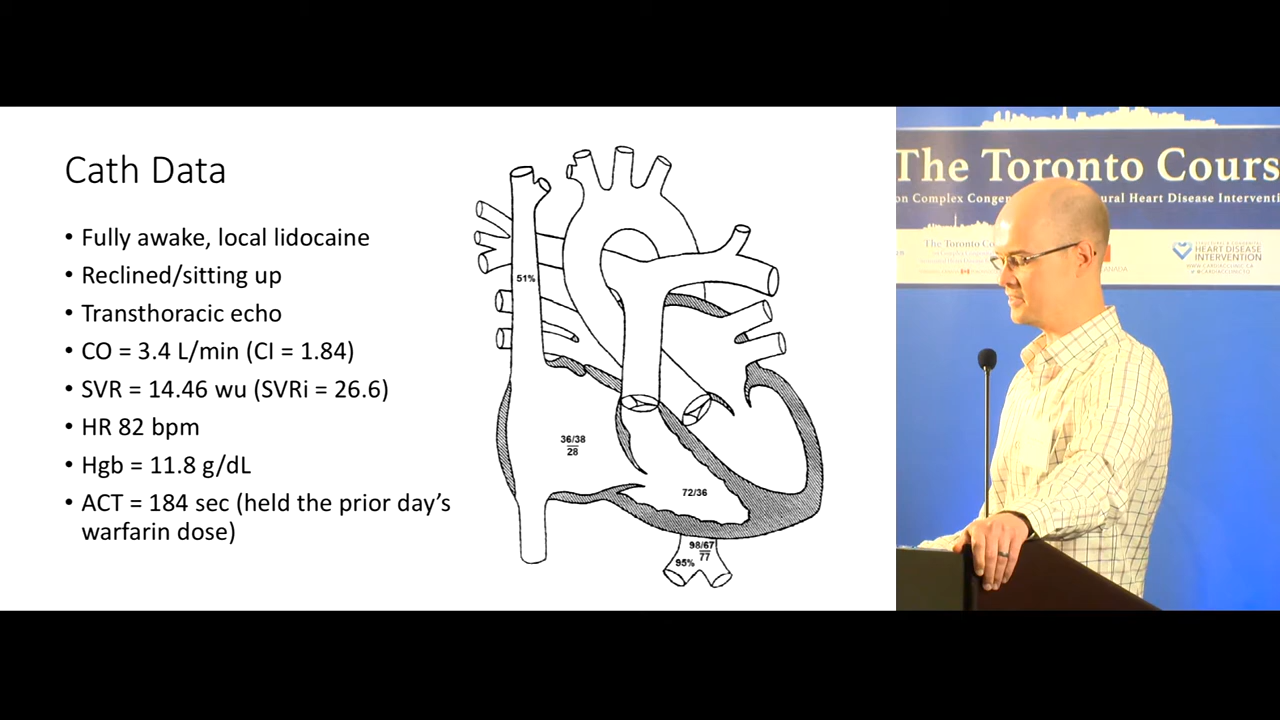 Cath Data
• Fully awake, local lidocaine
• Reclined/sitting up
• Transthoracic echo
• CO = 3.4 L/min (CI = 1.84)
• SVR = 14.46 wu (SVRi = 26.6)
• HR 82 bpm
• Hgb = 11.8 g/dL
• ACT = 184 sec (held the prior day’s
warfarin dose)
51%
36/38
28
72/36
98/67
77
95%
The Toronto Cours
on Complex Congen
ural Heart Disease Interventi
The Toronto Co
HEART DISEASE
INTERVENTION
CANADA